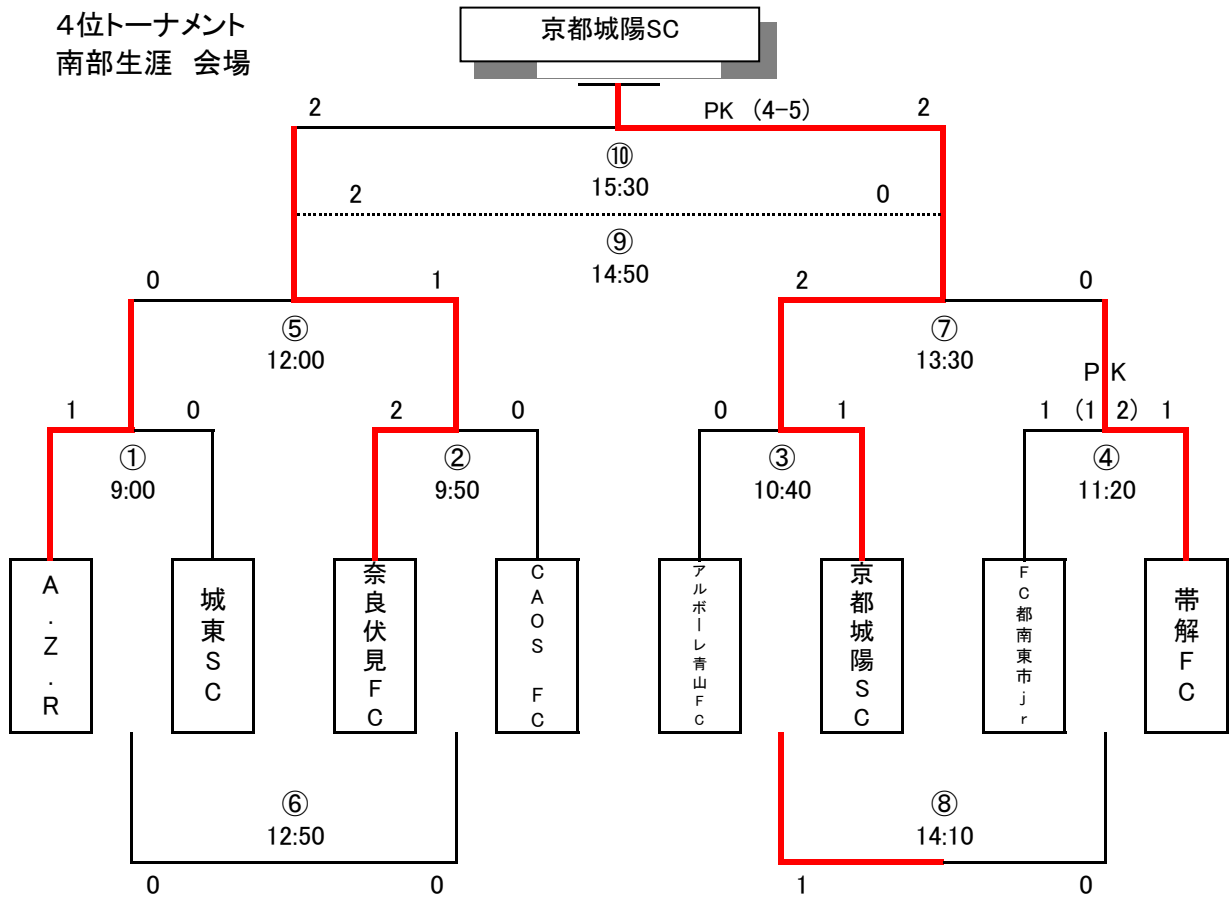 4位トーナメント
南部生涯 会場
京都城陽SC
2 PK (4-5) 2
⑩
15:30
2 0
⑨
14:50
0 1 2 0
⑤ ⑦
12:00 13:30
PK
1 0 2 0 0 1 1 (1 2) 1
① ② ③ ④
9:00 9:50 10:40 11:20
A.Z.R
城東SC
奈良伏見FC
CAOS FC
アルボーレ青山FC
京都城陽SC
FC都南東市jr
帯解FC
⑥ ⑧
12:50 14:10
0 0 1 0